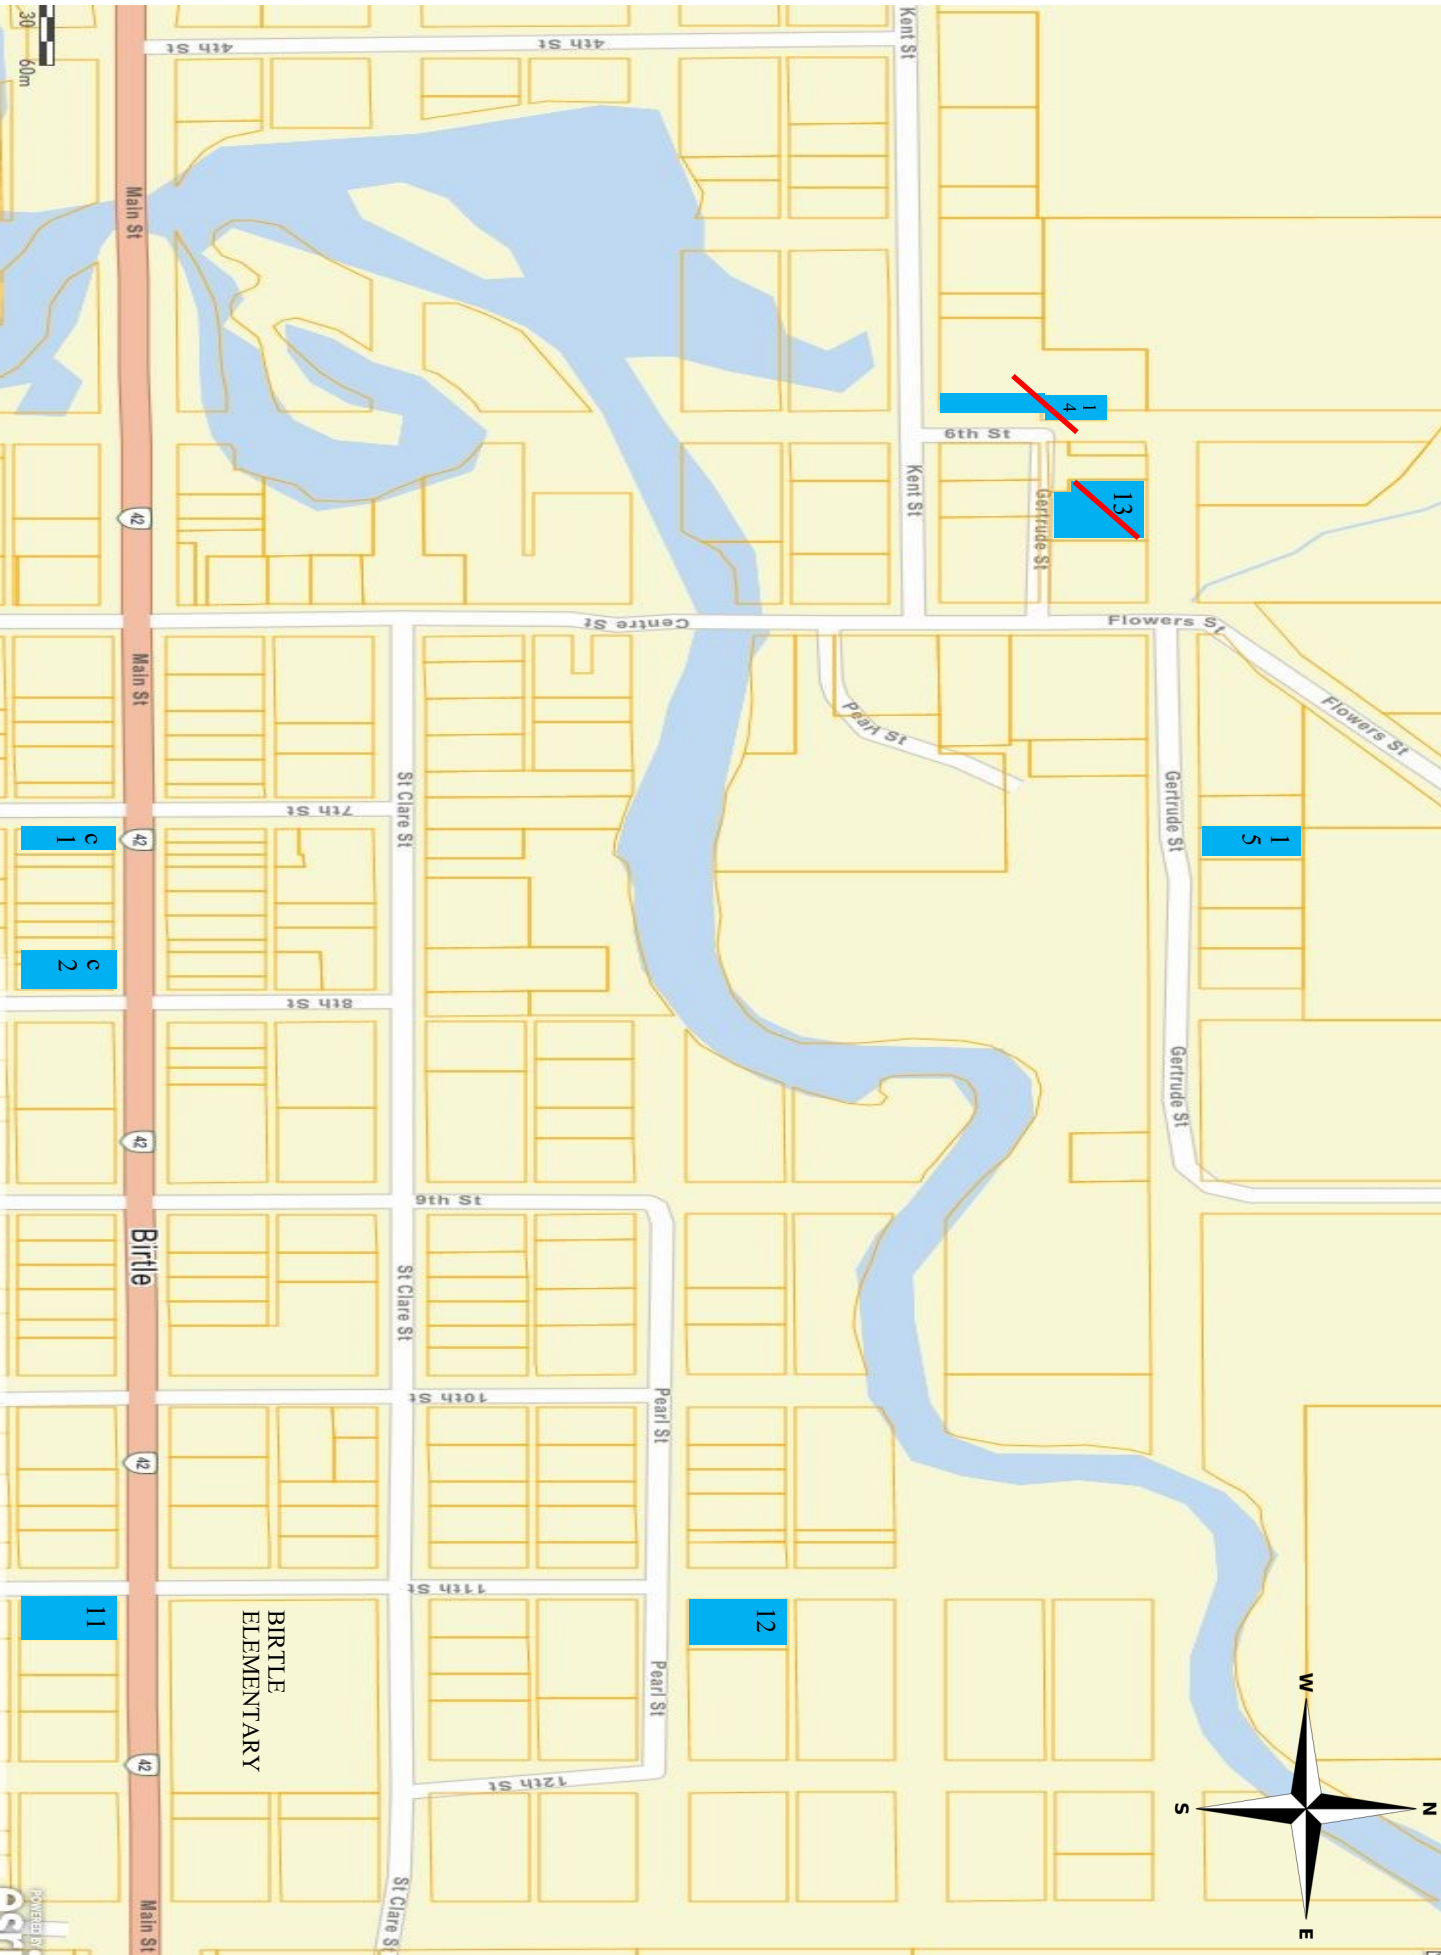 30
60m
4th St
4th St
Kent St
Main St
1
4
6th St
Kent St
13
Gertrude St
42
Centre St
Flowers St
Flowers St
Main St
Pearl St
St Clare St
7th St
Gertrude St
c
1
42
1
5
c
2
8th St
Gertrude St
42
9th St
Birtle
St Clare St
10th St
Pearl St
42
11th St
11
12
BIRTLE
ELEMENTARY
Pearl St
12th St
42
W
N
S
E
St Clare St
Main St
POWERED BY
esri